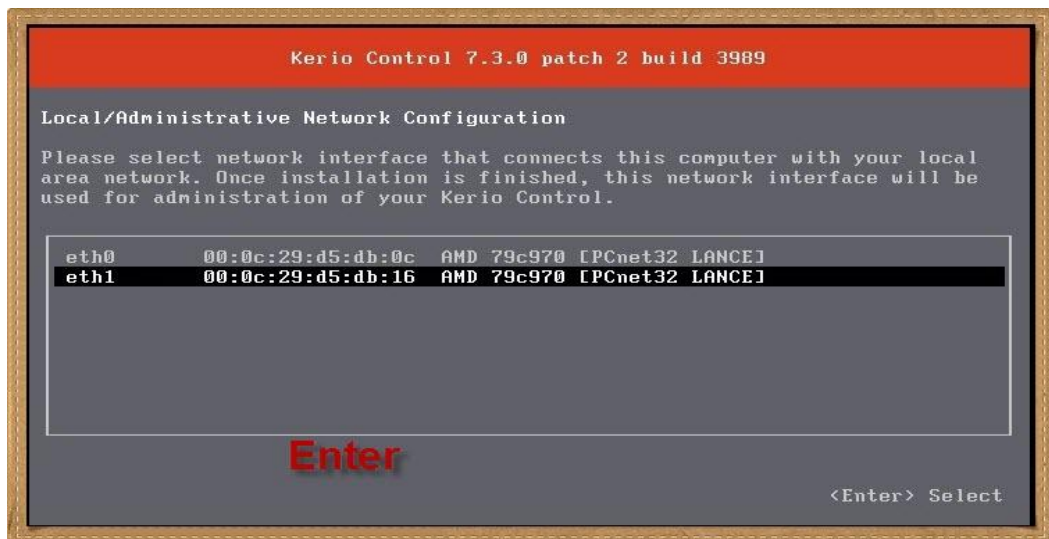 Kerio Control 7.3.0 patch 2 build 3989
Local/Administrative Network Configuration
Please select network interface that connects this computer with your local
area network. Once installation is finished, this network interface will be
used for administration of your Kerio Control.
eth0 00:0c:29:d5:db:0c AMD 79c970 [PCnet32 LANCE]
eth1 00:0c:29:d5:db:16 AMD 79c970 [PCnet32 LANCE]
Enter
<Enter> Select